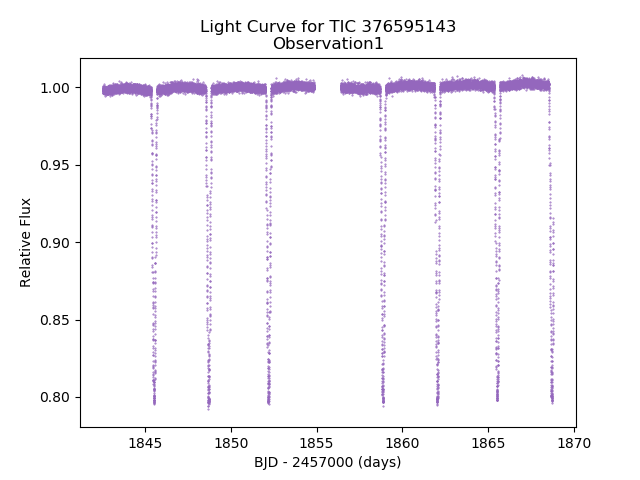 Light Curve for TIC 376595143
Observation1
Relative Flux
1.00
0.95
0.90
0.85
0.80
1845 1850 1855 1860 1865 1870
BJD - 2457000 (days)